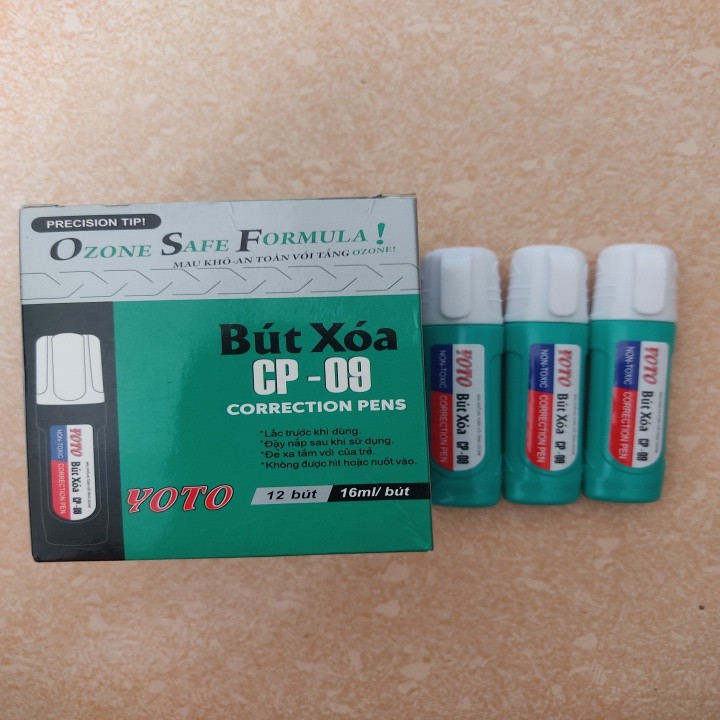 PRECISION TIP!
OZONE SAFE FORMULA!
MAU KHÔ-AN TOÀN VỚI TẦNG OZONE!
Bút Xóa
CP - 09
CORRECTION PENS
*Lắc trước khi dùng.
*Đậy nắp sau khi sử dụng.
*Để xa tầm với của trẻ.
*Không được hít hoặc nuốt vào.
YOTO
12 bút
16ml/ bút
YOTO
NON-TOXIC
Bút Xóa CP-09
CORRECTION PEN
YOTO
NON-TOXIC
Bút Xóa CP-09
CORRECTION PEN
YOTO
NON-TOXIC
Bút Xóa CP-09
CORRECTION PEN
YOTO
NON-TOXIC
Bút Xóa CP-09
CORRECTION PEN